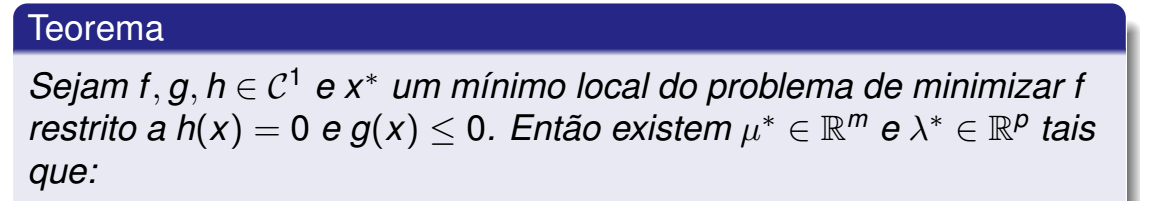 Teorema
Sejam f, g, h ∈ 𝒞¹ e x* um mínimo local do problema de minimizar f
restrito a h(x) = 0 e g(x) ≤ 0. Então existem μ* ∈ ℝᵐ e λ* ∈ ℝᵖ tais
que: